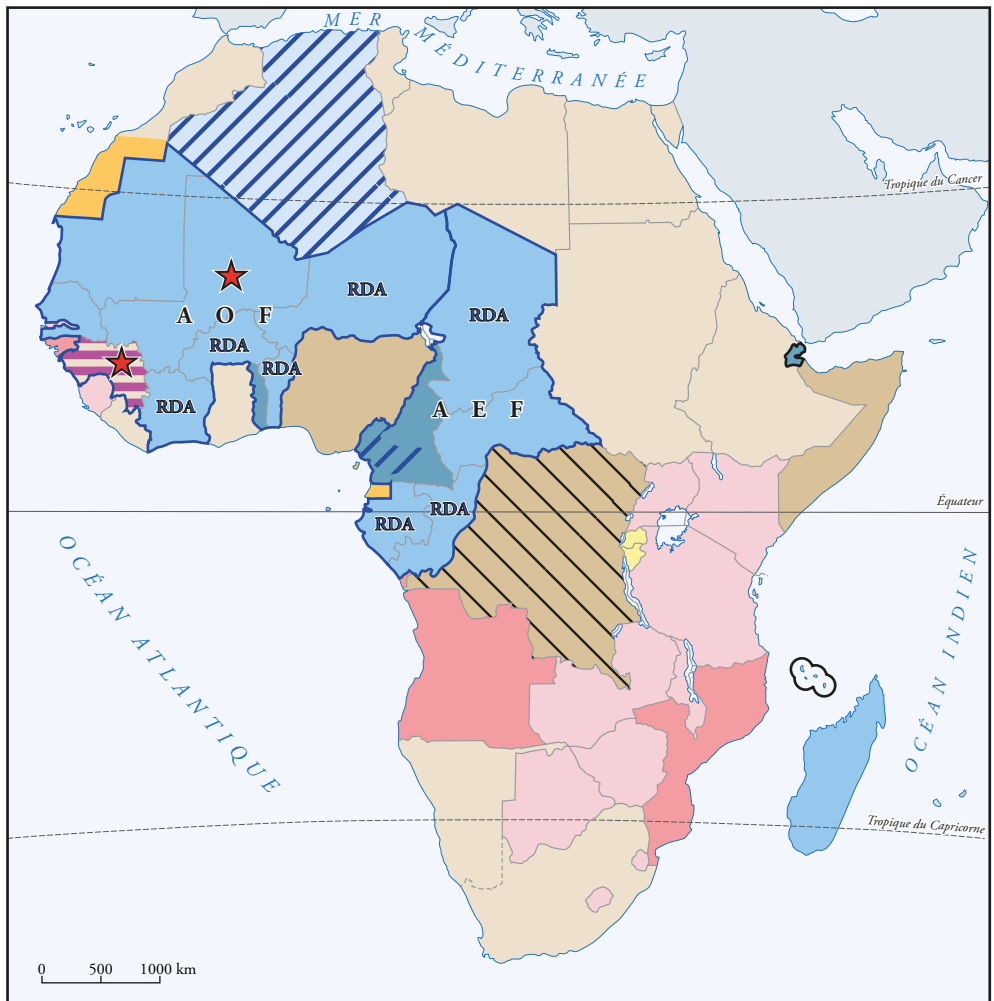 MER
MÉDITERRANÉE
Tropique du Cancer
RDA
RDA
A O F
RDA
RDA
RDA
A E F
Équateur
RDA
RDA
OCÉAN ATLANTIQUE
OCÉAN INDIEN
Tropique du Capricorne
0 500 1000 km